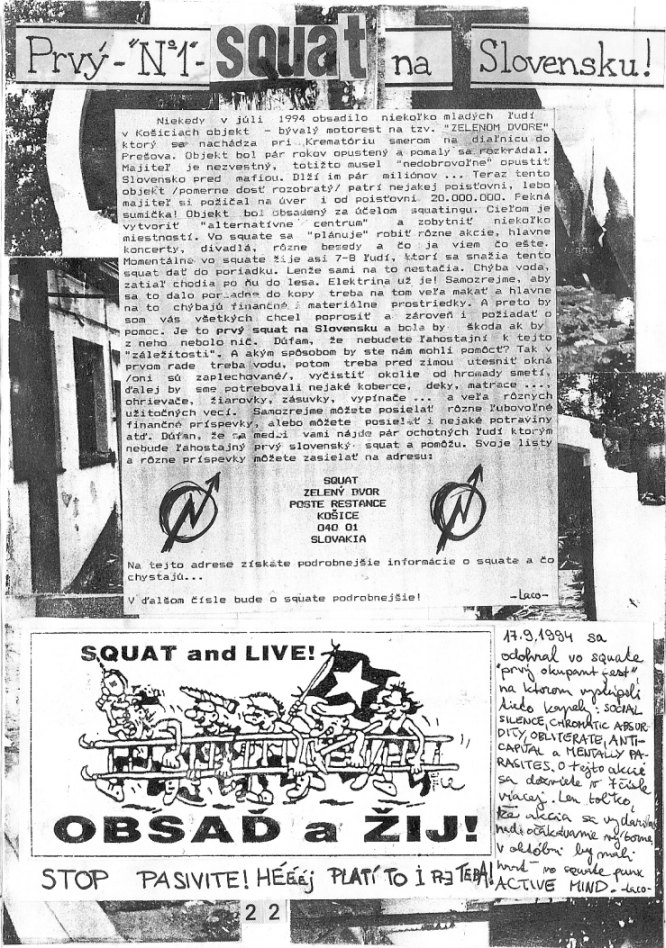 Prvý-"Nº1"- squat na Slovensku!
Niekedy v júli 1994 obsadilo niekoľko mladých ľudí
v Košiciach objekt - bývalý motorest na tzv. "ZELENOM DVORE"
ktorý sa nachádza pri Krematóriu smerom na diaľnicu do
Prešova. Objekt bol pár rokov opustený a pomaly sa rozkrádal.
Majiteľ je nezvestný, totižto musel "nedobrovoľne" opustiť
Slovensko pred mafiou. Dlží im pár miliónov ... Teraz tento
objekt /pomerne dosť rozobratý/ patrí nejakej poisťovni, lebo
majiteľ si požičal na úver i od poisťovni 20.000.000. Pekná
sumička! Objekt bol obsadený za účelom squatingu. Cieľom je
vytvoriť "alternatívne centrum" a zobytniť niekoľko
miestností. Vo squate sa "plánuje" robiť rôzne akcie, hlavne
koncerty, divadlá, rôzne besedy a čo ja viem čo ešte.
Momentálne vo squate žije asi 7-8 ľudí, ktorí sa snažia tento
squat dať do poriadku. Lenže sami na to nestačia. Chýba voda,
zatiaľ chodia po ňu do lesa. Elektrina už je! Samozrejme, aby
sa to dalo poriadne do kopy treba na tom veľa makať a hlavne
na to chýbajú finančné i materiálne prostriedky. A preto by
som vás všetkých chcel poprosiť a zároveň i požiadať o
pomoc. Je to prvý squat na Slovensku a bola by škoda ak by
z neho nebolo nič. Dúfam, že nebudete ľahostajní k tejto
"záležitosti". A akým spôsobom by ste nám mohli pomôcť? Tak v
prvom rade treba vodu, potom treba pred zimou utesniť okná
/oni sú zaplechované/, vyčistiť okolie od hromady smetí,
ďalej by sme potrebovali nejaké koberce, deky, matrace ...,
ohrievače, žiarovky, zásuvky, vypínače ... a veľa rôznych
užitočných vecí. Samozrejme môžete posielať rôzne ľubovoľné
finančné príspevky, alebo môžete posielať i nejaké potraviny
atď. Dúfan, že sa medzi vami nájde pár ochotných ľudí ktorým
nebude ľahostajný prvý slovenský squat a pomôžu. Svoje listy
a rôzne príspevky môžete zasielať na adresu:
SQUAT
ZELENÝ DVOR
POSTE RESTANCE
KOŠICE
040 01
SLOVAKIA
Na tejto adrese získate podrobnejšie informácie o squate a čo
chystajú...
V ďalšom čísle bude o squate podrobnejšie! -Laco-
SQUAT and LIVE!
OBSAĎ a ŽIJ!
17.9.1994 sa
odohral vo squate
"prvý okupant fest",
na ktorom vystúpili
tieto kapely: SOCIAL
SILENCE, CHROMATIC ABSUR-
DITY, OBLITERATE, ANTI-
CAPITAL a MENTALLY PA-
RASITES. O tejto akcii
sa dozviete v čísle
viacej. Len toľko,
že akcia sa vydarila
nad očakávanie výborne
v októbri by mali
hrať vo squate punk
ACTIVE MIND. -Laco-
STOP PASIVITE! HÉÉÉj PLATÍ TO i PRE TEBA!
22